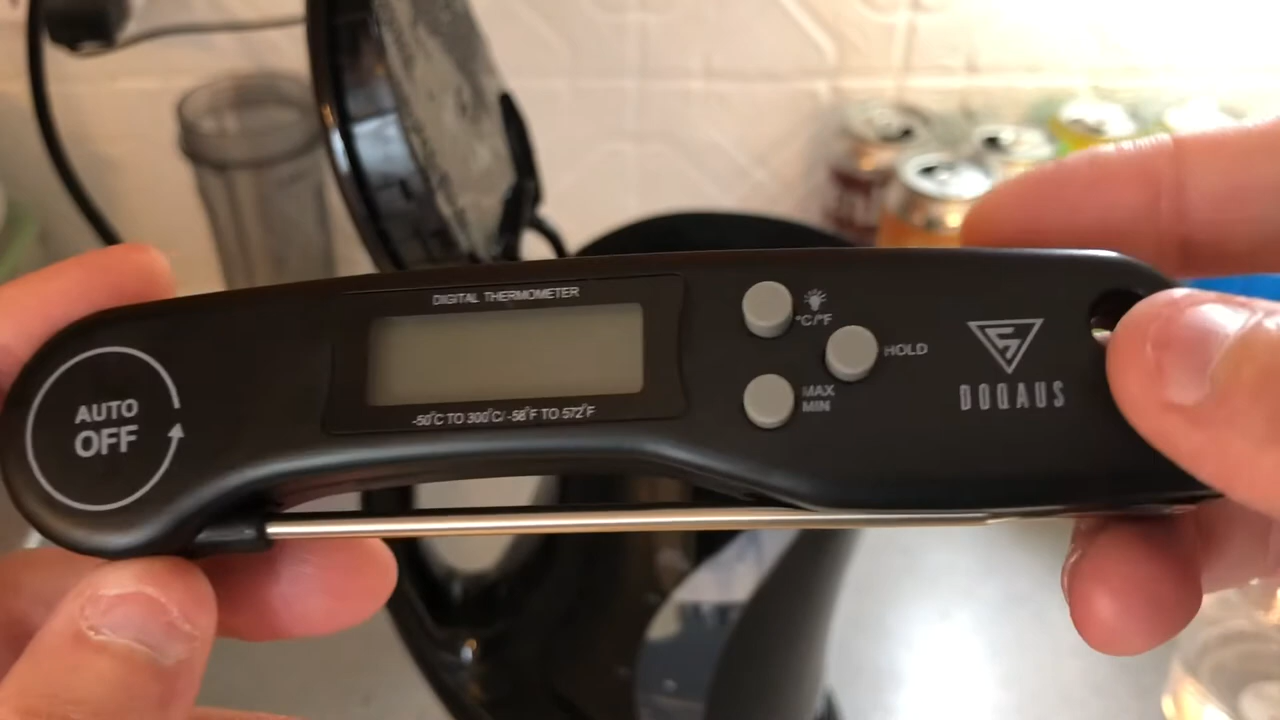 DIGITAL THERMOMETER
-50°C TO 300°C/ -58°F TO 572°F
AUTO
OFF
°C/°F
HOLD
MAX
MIN
DOQAUS